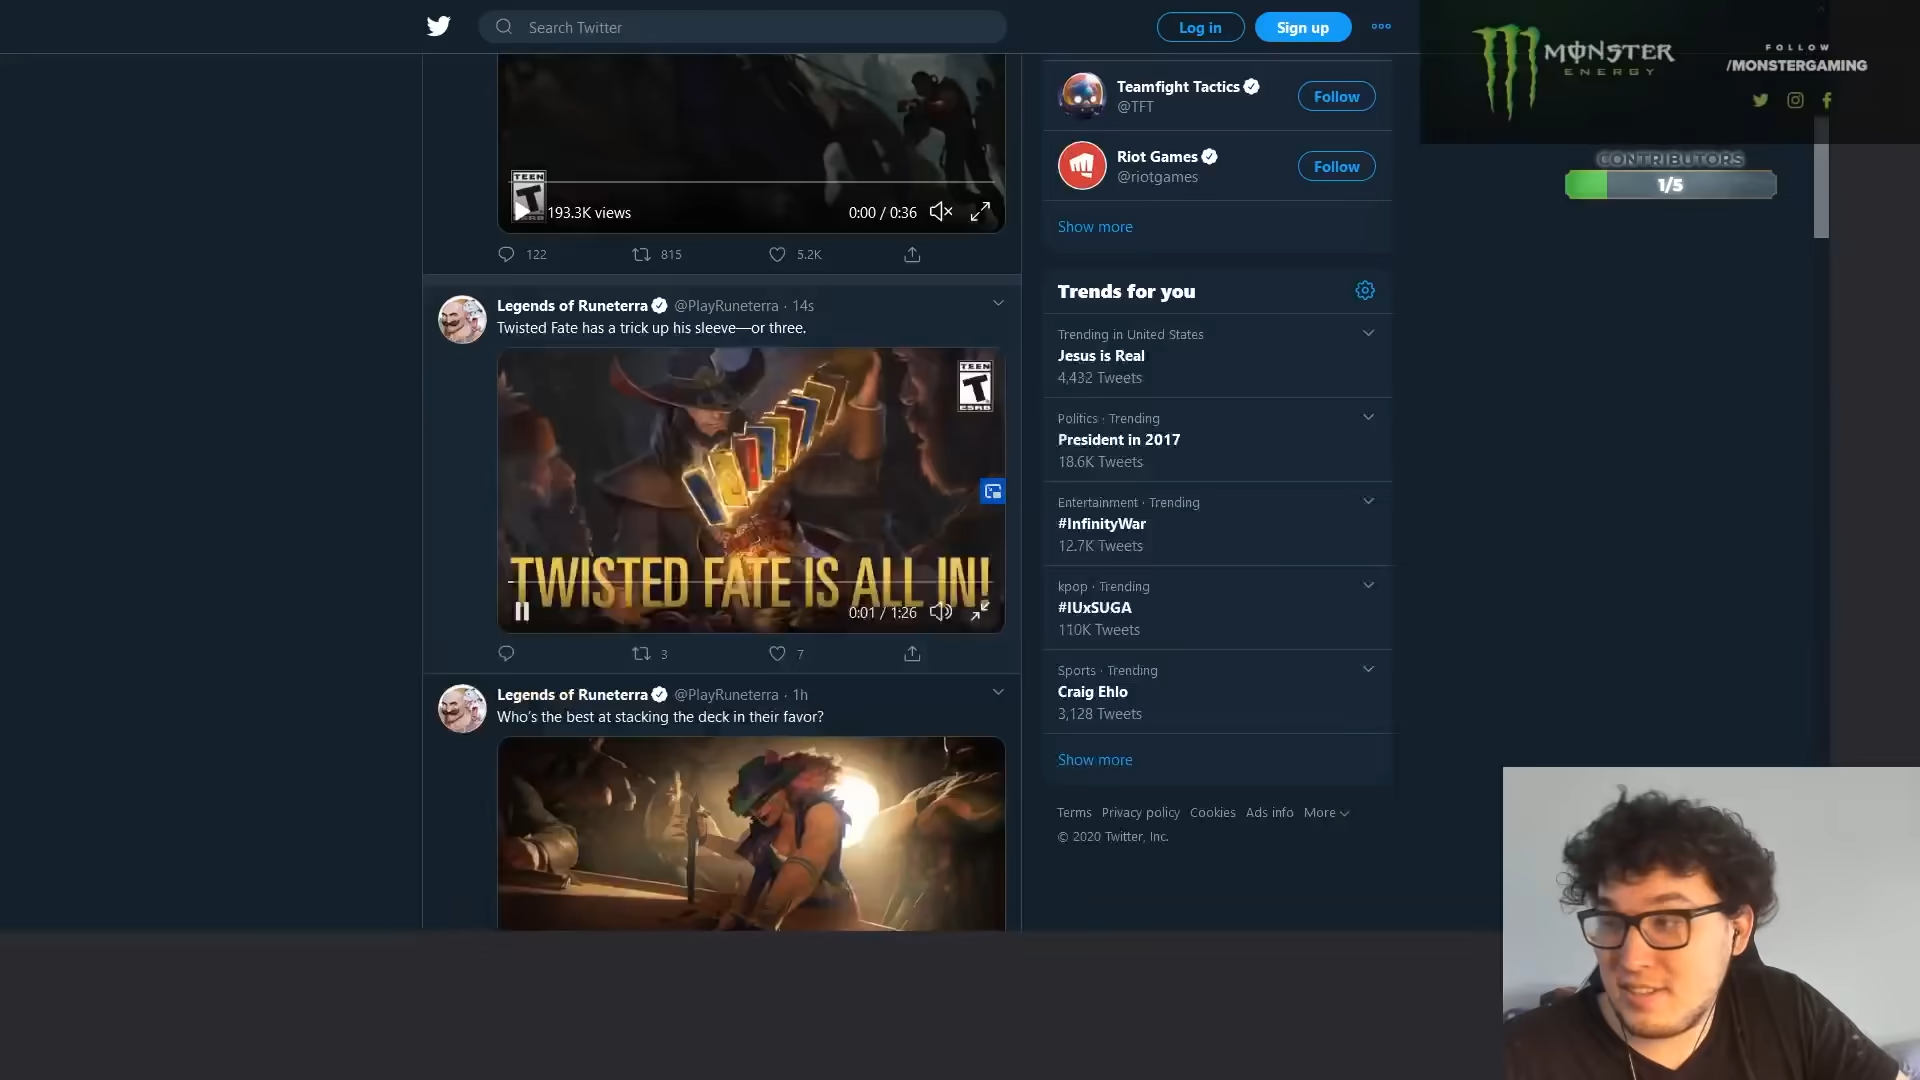 Search Twitter
Log in
Sign up
MONSTER
ENERGY
FOLLOW
/MONSTERGAMING
CONTRIBUTORS
1/5
TEEN
T
ESRB
193.3K views
0:00 / 0:36
122
815
5.2K
Legends of Runeterra @PlayRuneterra · 14s
Twisted Fate has a trick up his sleeve—or three.
TEEN
T
ESRB
TWISTED FATE IS ALL IN!
0:01 / 1:26
3
7
Legends of Runeterra @PlayRuneterra · 1h
Who's the best at stacking the deck in their favor?
Teamfight Tactics
@TFT
Follow
Riot Games
@riotgames
Follow
Show more
Trends for you
Trending in United States
Jesus is Real
4,432 Tweets
Politics · Trending
President in 2017
18.6K Tweets
Entertainment · Trending
#InfinityWar
12.7K Tweets
kpop · Trending
#IUxSUGA
110K Tweets
Sports · Trending
Craig Ehlo
3,128 Tweets
Show more
Terms Privacy policy Cookies Ads info More
© 2020 Twitter, Inc.